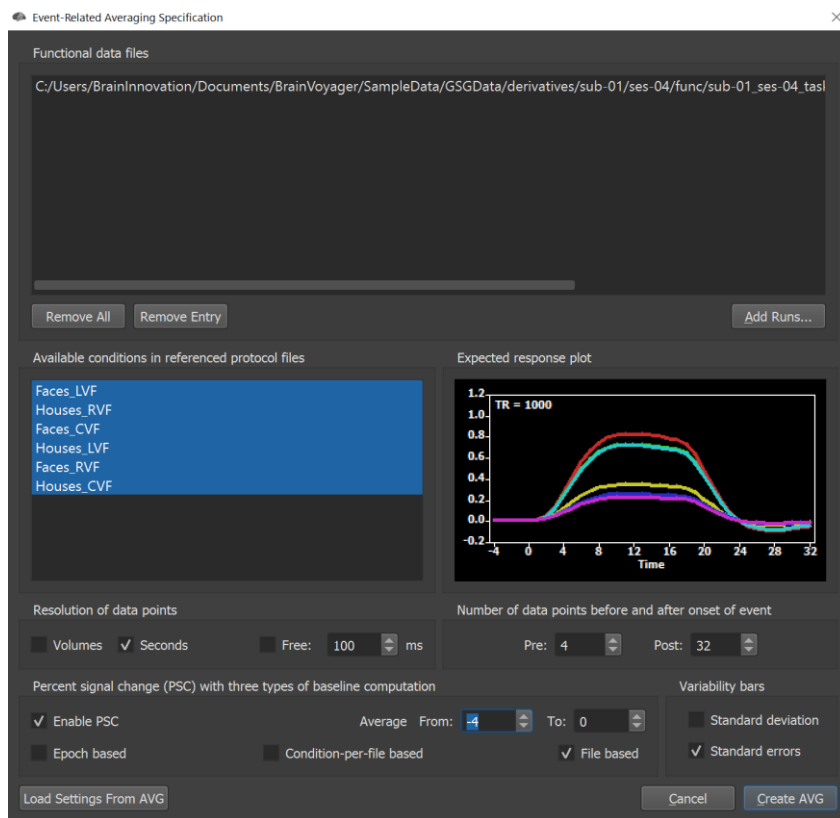 Event-Related Averaging Specification
Functional data files
C:/Users/BrainInnovation/Documents/BrainVoyager/SampleData/GSGData/derivatives/sub-01/ses-04/func/sub-01_ses-04_tas
Remove All Remove Entry Add Runs...
Available conditions in referenced protocol files Expected response plot
Faces_LVF
Houses_RVF
Faces_CVF
Houses_LVF
Faces_RVF
Houses_CVF
TR = 1000
1.2
1.0
0.8
0.6
0.4
0.2
0.0
-0.2
-4 0 4 8 12 16 20 24 28 32
Time
Resolution of data points Number of data points before and after onset of event
Volumes Seconds Free: 100 ms Pre: 4 Post: 32
Percent signal change (PSC) with three types of baseline computation Variability bars
Enable PSC Average From: -4 To: 0 Standard deviation
Epoch based Condition-per-file based File based Standard errors
Load Settings From AVG Cancel Create AVG